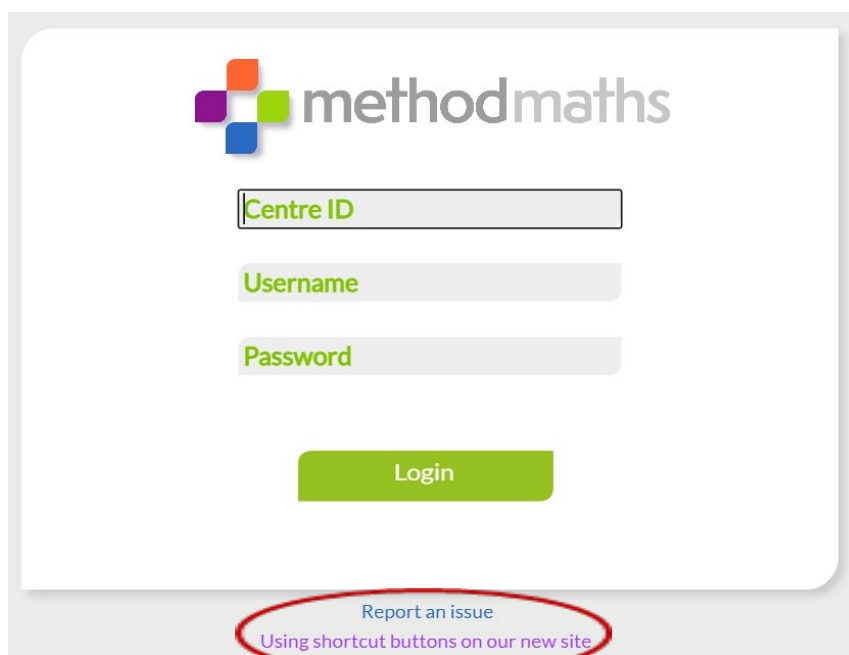 methodmaths
Centre ID
Username
Password
Login
Report an issue
Using shortcut buttons on our new site